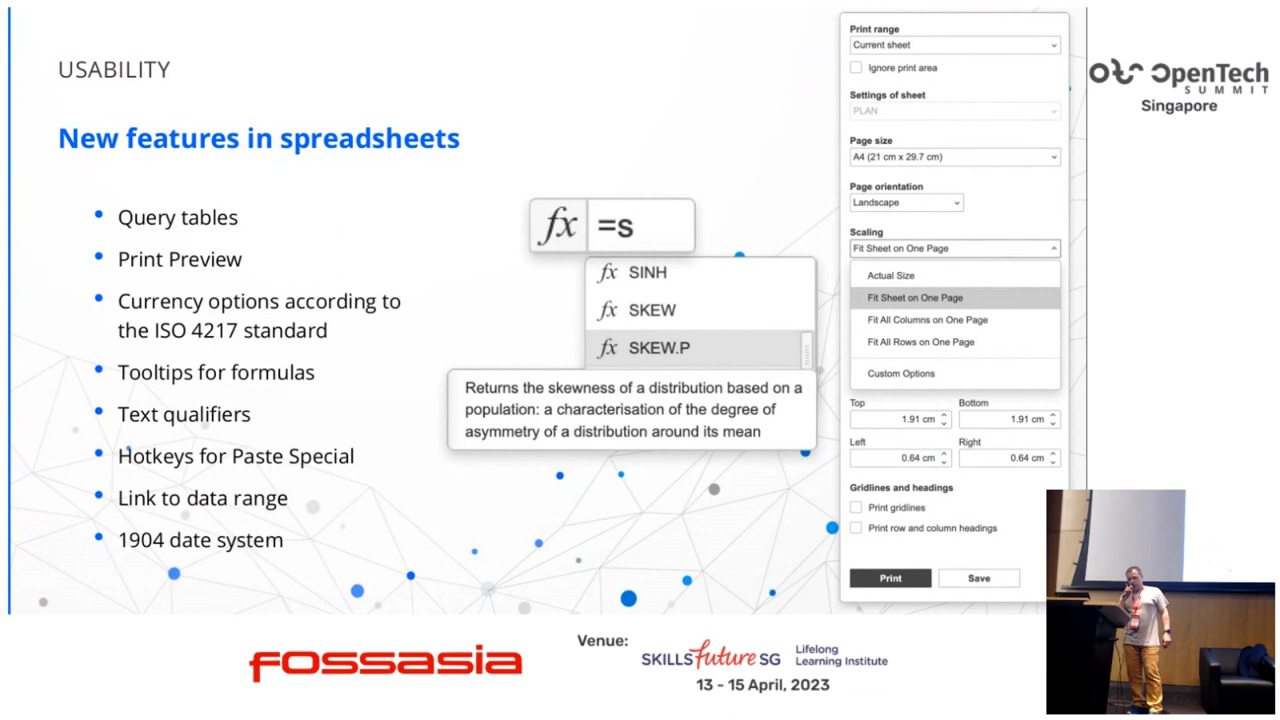 USABILITY
New features in spreadsheets
Query tables
Print Preview
Currency options according to
the ISO 4217 standard
Tooltips for formulas
Text qualifiers
Hotkeys for Paste Special
Link to data range
1904 date system
fx =s
fx SINH
fx SKEW
fx SKEW.P
Returns the skewness of a distribution based on a
population: a characterisation of the degree of
asymmetry of a distribution around its mean
Print range
Current sheet
Ignore print area
Settings of sheet
PLAN
Page size
A4 (21 cm x 29.7 cm)
Page orientation
Landscape
Scaling
Fit Sheet on One Page
Actual Size
Fit Sheet on One Page
Fit All Columns on One Page
Fit All Rows on One Page
Custom Options
Top Bottom
1.91 cm 1.91 cm
Left Right
0.64 cm 0.64 cm
Gridlines and headings
Print gridlines
Print row and column headings
Print Save
OpenTech
SUMMIT
Singapore
fossasia
Venue:
SKILLS future SG
Lifelong
Learning Institute
13 - 15 April, 2023